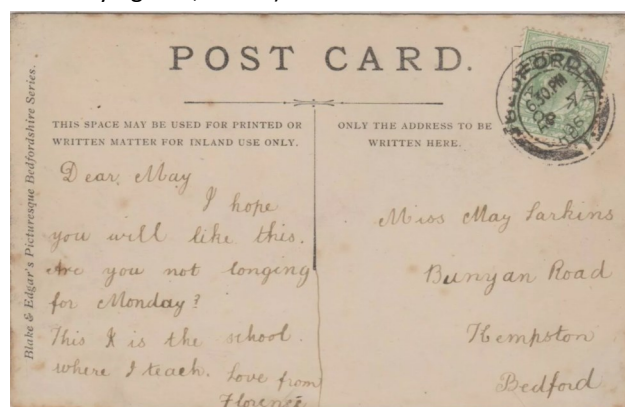 POST CARD.
THIS SPACE MAY BE USED FOR PRINTED OR
WRITTEN MATTER FOR INLAND USE ONLY.
ONLY THE ADDRESS TO BE
WRITTEN HERE.
Blake & Edgar's Picturesque Bedfordshire Series.
BEDFORD
6.30 PM
Dear May
I hope
you will like this.
Are you not longing
for Monday?
This X is the school
where I teach. Love from
Florence
Miss May Larkins
Bunyan Road
Kempston
Bedford